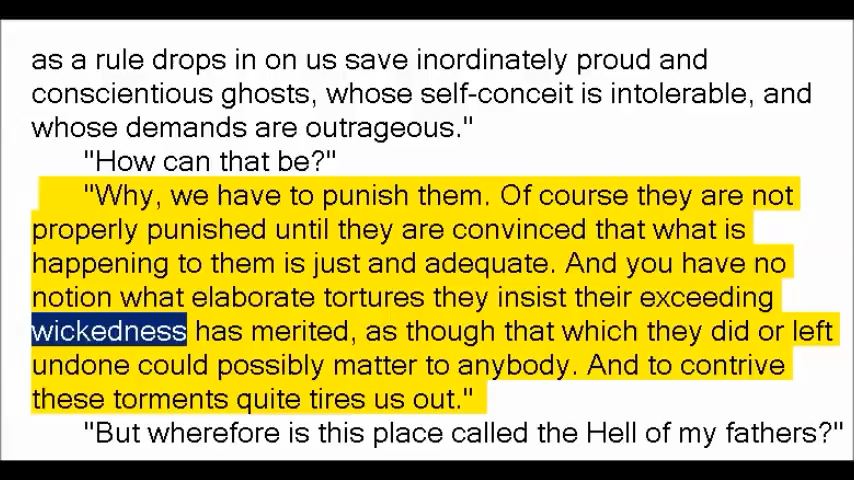 as a rule drops in on us save inordinately proud and
conscientious ghosts, whose self-conceit is intolerable, and
whose demands are outrageous."
"How can that be?"
"Why, we have to punish them. Of course they are not
properly punished until they are convinced that what is
happening to them is just and adequate. And you have no
notion what elaborate tortures they insist their exceeding
wickedness has merited, as though that which they did or left
undone could possibly matter to anybody. And to contrive
these torments quite tires us out."
"But wherefore is this place called the Hell of my fathers?"